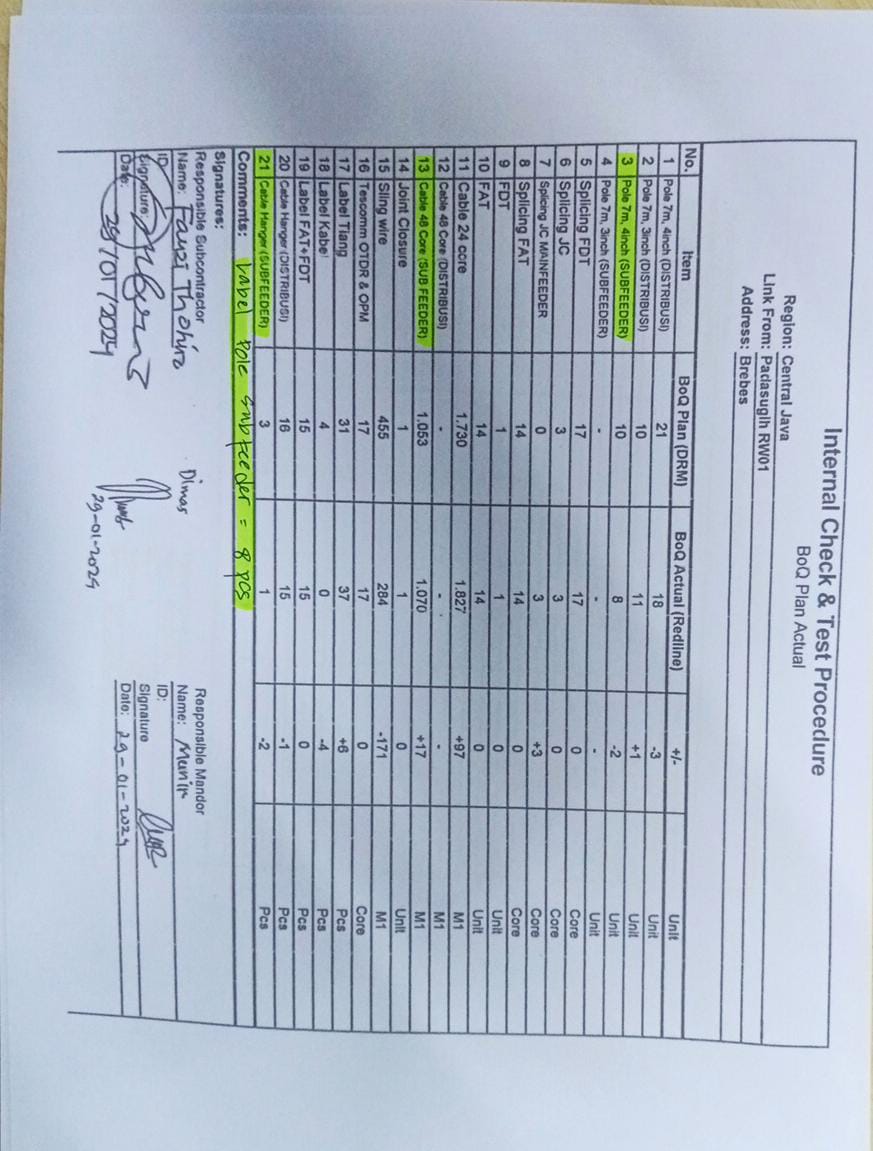 Internal Check & Test Procedure
BoQ Plan Actual
Region: Central Java
Link From: Padasugih RW01
Address: Brebes
No. Item BoQ Plan (DRM) BoQ Actual (Redline) +/- Unit
1 Pole 7m, 4inch (DISTRIBUSI) 21 18 -3 Unit
2 Pole 7m, 3inch (DISTRIBUSI) 10 11 +1 Unit
3 Pole 7m, 4inch (SUBFEEDER) 10 8 -2 Unit
4 Pole 7m, 3inch (SUBFEEDER) - - - Unit
5 Splicing FDT 17 17 0 Core
6 Splicing JC 3 3 0 Core
7 Splicing JC MAINFEEDER 0 3 +3 Core
8 Splicing FAT 14 14 0 Core
9 FDT 1 1 0 Unit
10 FAT 14 14 0 Unit
11 Cable 24 core 1.730 1.827 +97 M1
12 Cable 48 Core (DISTRIBUSI) - - - M1
13 Cable 48 Core (SUB FEEDER) 1.053 1.070 +17 M1
14 Joint Closure 1 1 0 Unit
15 Sling wire 455 284 -171 M1
16 Tescomm OTDR & OPM 17 17 0 Core
17 Label Tiang 31 37 +6 Pcs
18 Label Kabel 4 0 -4 Pcs
19 Label FAT+FDT 15 15 0 Pcs
20 Cable Hanger (DISTRIBUSI) 16 15 -1 Pcs
21 Cable Hanger (SUBFEEDER) 3 1 -2 Pcs
Comments: Label Pole Subfeeder = 8 pcs
Signatures:
Responsible Subcontractor Responsible Mandor
Name: Fauzi Dimas Name: Munir
ID: ID:
Signature: Signature
Date: 29/01/2024 29-01-2024 Date: 29-01-2024